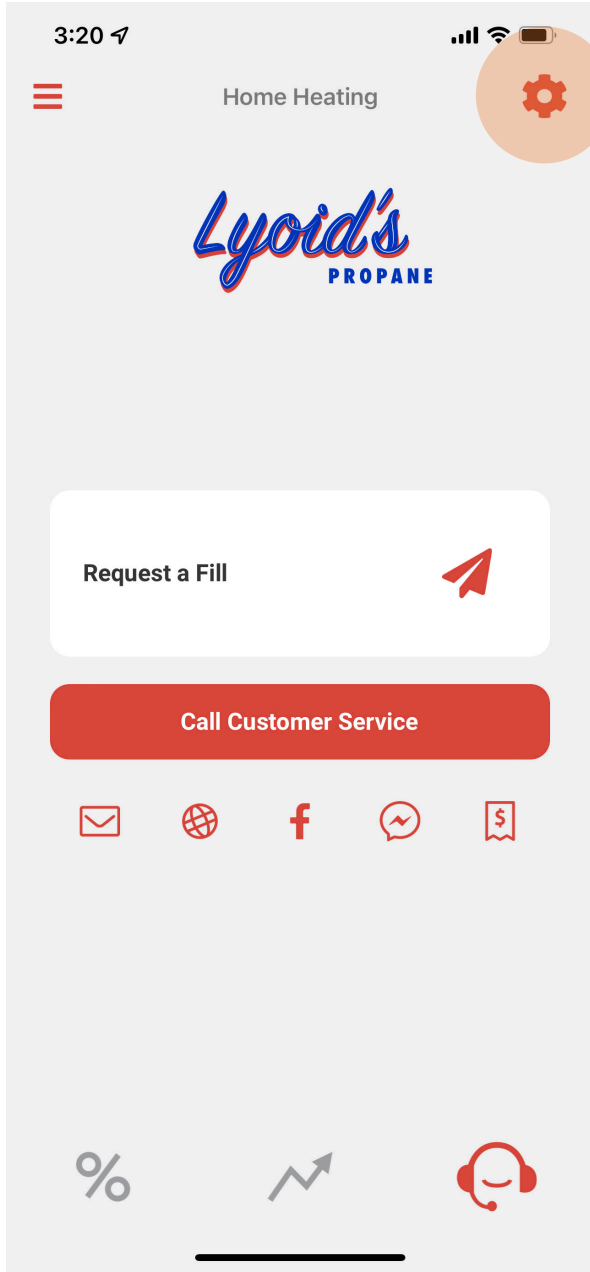 3:20
Home Heating
Lyoid's
PROPANE
Request a Fill
Call Customer Service
$
%